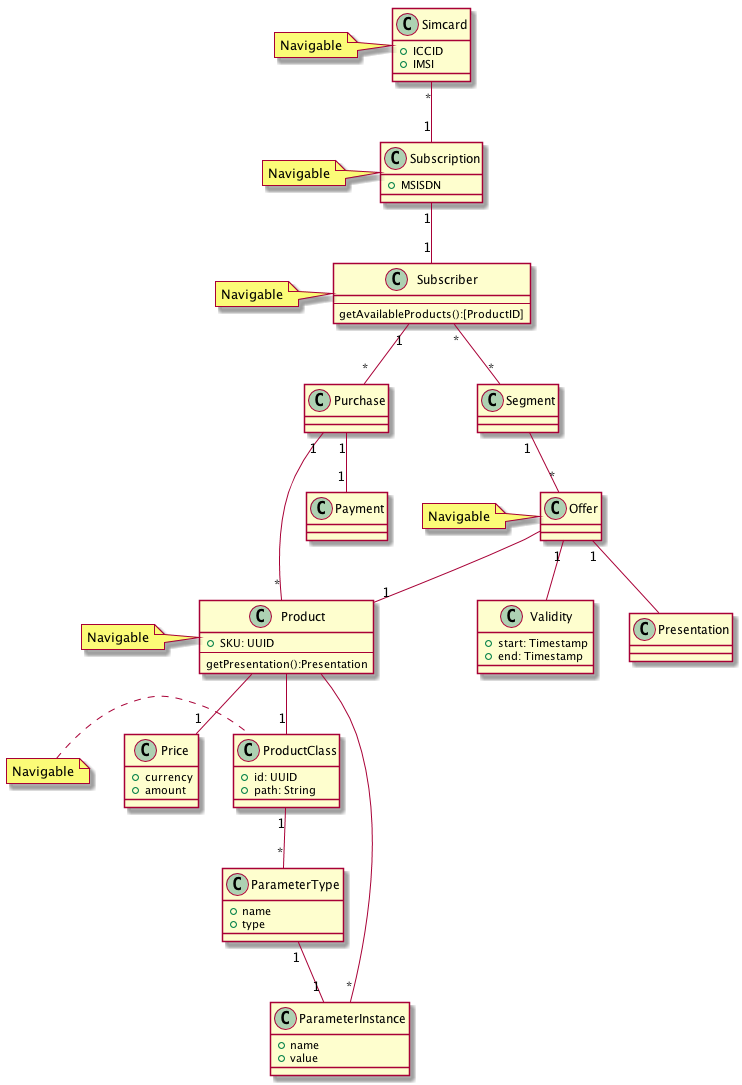 C Simcard
Navigable
ICCID
IMSI
*
1
C Subscription
Navigable
MSISDN
1
1
C Subscriber
Navigable
getAvailableProducts():[ProductID]
1 *
* *
C Purchase
C Segment
1 1 1
1 *
C Payment
C Offer
Navigable
1 1
* 1
C Product
C Validity
C Presentation
Navigable
SKU: UUID
start: Timestamp
end: Timestamp
getPresentation():Presentation
1 1
C Price
C ProductClass
Navigable
currency
amount
id: UUID
path: String
1
*
C ParameterType
name
type
1
1 *
C ParameterInstance
name
value